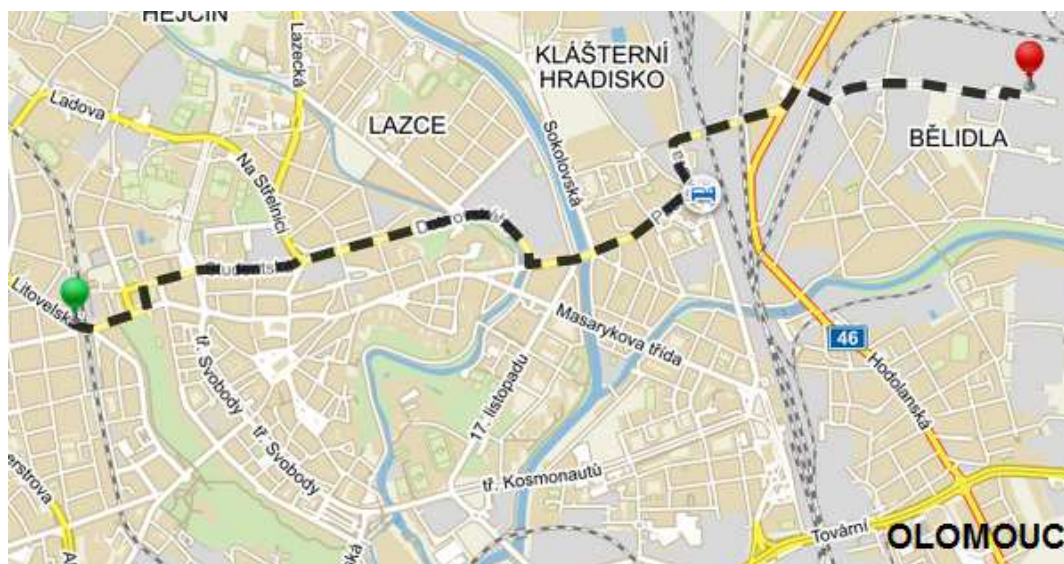 HEJČÍN
Lazecká
KLÁŠTERNÍ
HRADISKO
Ladova
LAZCE
Sokolovská
BĚLIDLA
Na Střelnici
Litovelská
Masarykova třída
46
tř. Svobody
17. listopadu
Hodolanská
tř. Svobody
tř. Kosmonautů
Tovární
OLOMOUC